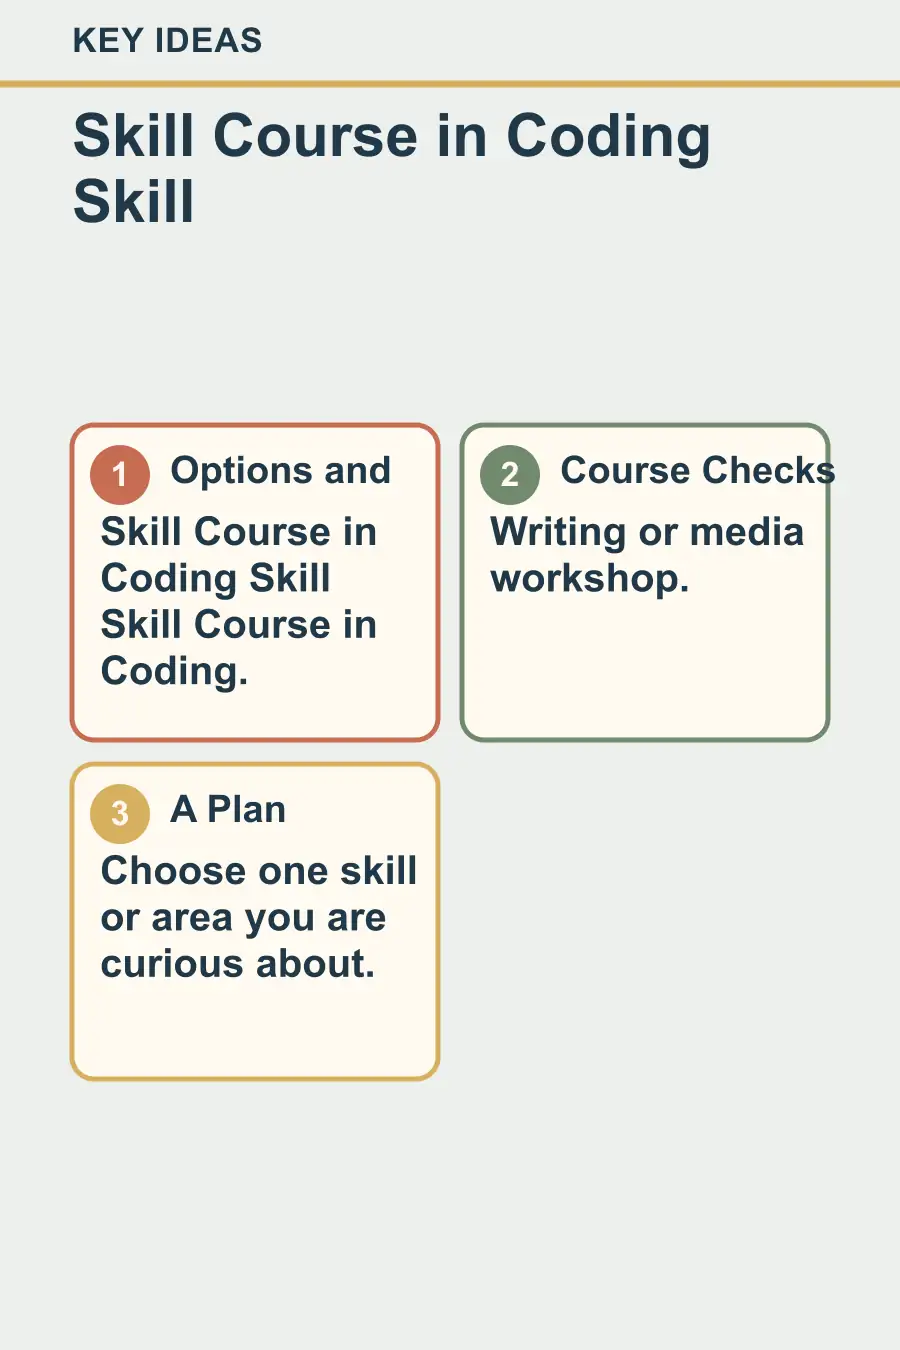 KEY IDEAS
Skill Course in Coding
Skill
1 Options and
Skill Course in
Coding Skill
Skill Course in
Coding.
2 Course Checks
Writing or media
workshop.
3 A Plan
Choose one skill
or area you are
curious about.